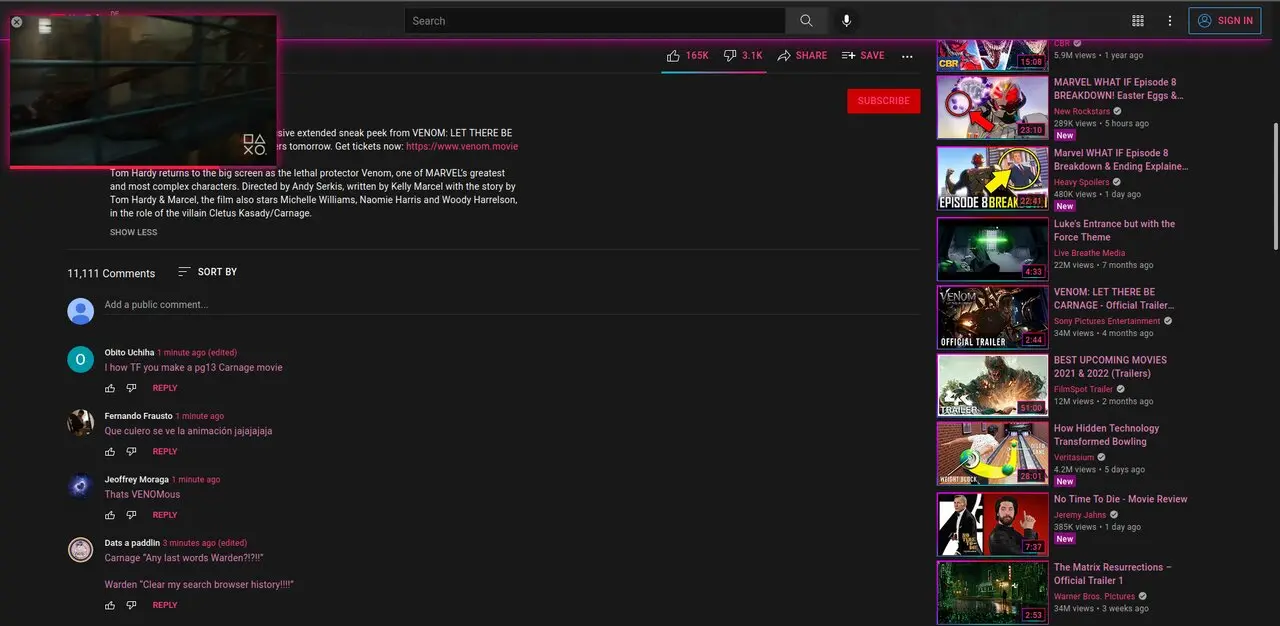 DE
Search
SIGN IN
165K
3.1K
SHARE
SAVE
SUBSCRIBE
sive extended sneak peek from VENOM: LET THERE BE
rs tomorrow. Get tickets now: https://www.venom.movie
Tom Hardy returns to the big screen as the lethal protector Venom, one of MARVEL's greatest
and most complex characters. Directed by Andy Serkis, written by Kelly Marcel with the story by
Tom Hardy & Marcel, the film also stars Michelle Williams, Naomie Harris and Woody Harrelson,
in the role of the villain Cletus Kasady/Carnage.
SHOW LESS
11,111 Comments
SORT BY
Add a public comment...
O
Obito Uchiha 1 minute ago (edited)
I how TF you make a pg13 Carnage movie
REPLY
Fernando Frausto 1 minute ago
Que culero se ve la animación jajajajaja
REPLY
Jeoffrey Moraga 1 minute ago
Thats VENOMous
REPLY
Dats a paddlin 3 minutes ago (edited)
Carnage "Any last words Warden?!?!!"
Warden "Clear my search browser history!!!!"
REPLY
CBR
15:08
CBR
5.9M views • 1 year ago
23:10
MARVEL WHAT IF Episode 8
BREAKDOWN! Easter Eggs &...
New Rockstars
289K views • 5 hours ago
New
EPISODE 8 BREAK
22:41
Marvel WHAT IF Episode 8
Breakdown & Ending Explaine...
Heavy Spoilers
480K views • 1 day ago
New
4:33
Luke's Entrance but with the
Force Theme
Live Breathe Media
22M views • 7 months ago
VENOM
OFFICIAL TRAILER
2:44
VENOM: LET THERE BE
CARNAGE - Official Trailer...
Sony Pictures Entertainment
34M views • 4 months ago
TRAILER
51:00
BEST UPCOMING MOVIES
2021 & 2022 (Trailers)
FilmSpot Trailer
12M views • 2 months ago
OILED
LANE
WEIGHT BLOCK
28:01
How Hidden Technology
Transformed Bowling
Veritasium
4.2M views • 5 days ago
New
7:37
No Time To Die - Movie Review
Jeremy Jahns
385K views • 1 day ago
New
2:53
The Matrix Resurrections –
Official Trailer 1
Warner Bros. Pictures
34M views • 3 weeks ago